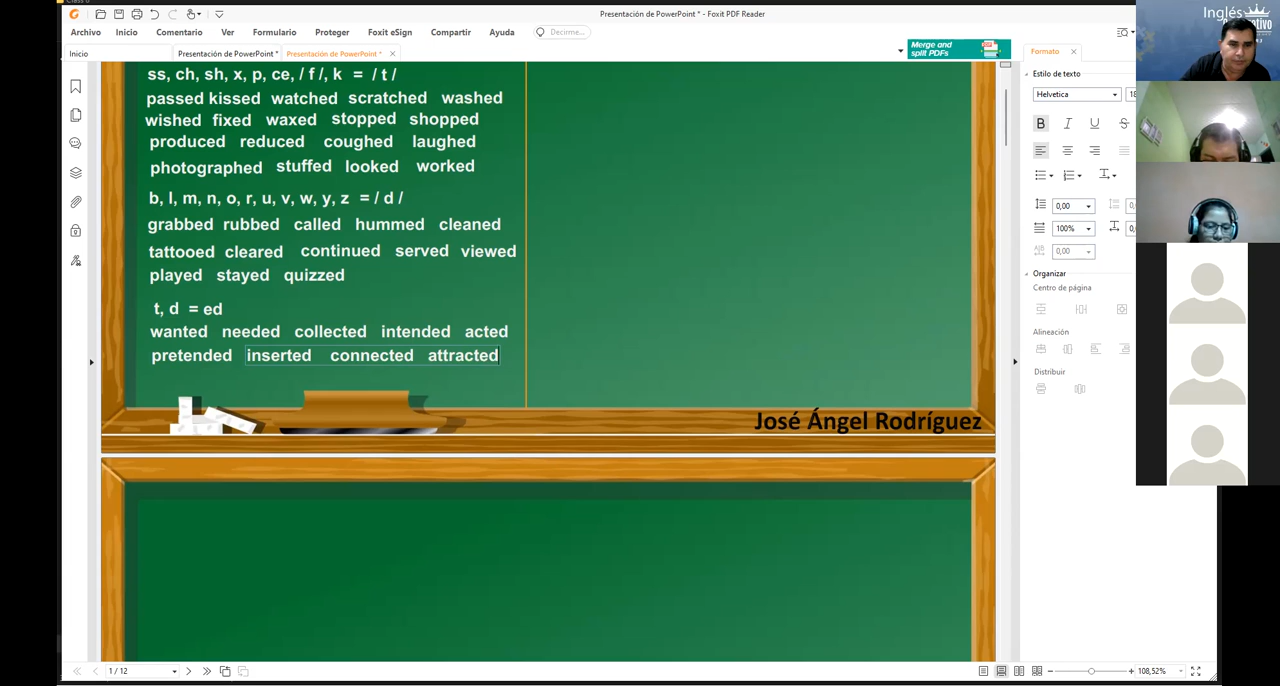 Class 6
Presentación de PowerPoint * - Foxit PDF Reader
Archivo Inicio Comentario Ver Formulario Proteger Foxit eSign Compartir Ayuda Decirme...
Inicio Presentación de PowerPoint * Presentación de PowerPoint *
Merge and
split PDFs
Inglés
Formato
Estilo de texto
Helvetica 18
B I U S
0,00
100%
0,00
Organizar
Centro de página
Alineación
Distribuir
ss, ch, sh, x, p, ce, / f /, k = / t /
passed kissed watched scratched washed
wished fixed waxed stopped shopped
produced reduced coughed laughed
photographed stuffed looked worked
b, l, m, n, o, r, u, v, w, y, z = / d /
grabbed rubbed called hummed cleaned
tattooed cleared continued served viewed
played stayed quizzed
t, d = ed
wanted needed collected intended acted
pretended inserted connected attracted
José Ángel Rodríguez
1 / 12
108,52%